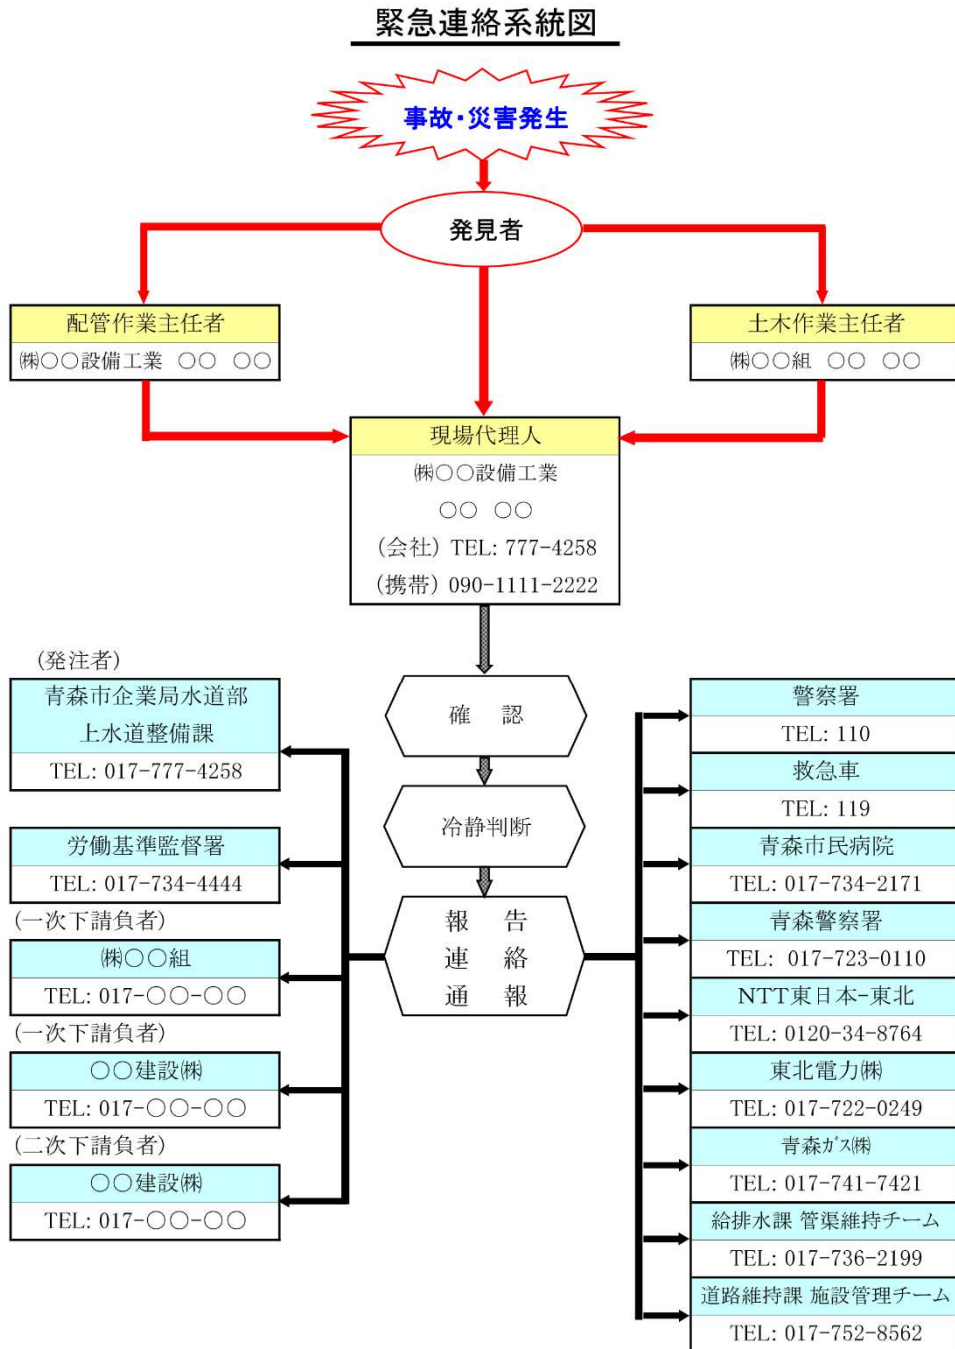 緊急連絡系統図
事故・災害発生
発見者
配管作業主任者
㈱○○設備工業 ○○ ○○
土木作業主任者
㈱○○組 ○○ ○○
現場代理人
㈱○○設備工業
○○ ○○
(会社) TEL: 777-4258
(携帯) 090-1111-2222
確 認
冷静判断
報 告
連 絡
通 報
(発注者)
青森市企業局水道部
上水道整備課
TEL: 017-777-4258
労働基準監督署
TEL: 017-734-4444
(一次下請負者)
㈱○○組
TEL: 017-○○-○○
(一次下請負者)
○○建設㈱
TEL: 017-○○-○○
(二次下請負者)
○○建設㈱
TEL: 017-○○-○○
警察署
TEL: 110
救急車
TEL: 119
青森市民病院
TEL: 017-734-2171
青森警察署
TEL: 017-723-0110
NTT東日本-東北
TEL: 0120-34-8764
東北電力㈱
TEL: 017-722-0249
青森ｶﾞｽ㈱
TEL: 017-741-7421
給排水課 管渠維持チーム
TEL: 017-736-2199
道路維持課 施設管理チーム
TEL: 017-752-8562